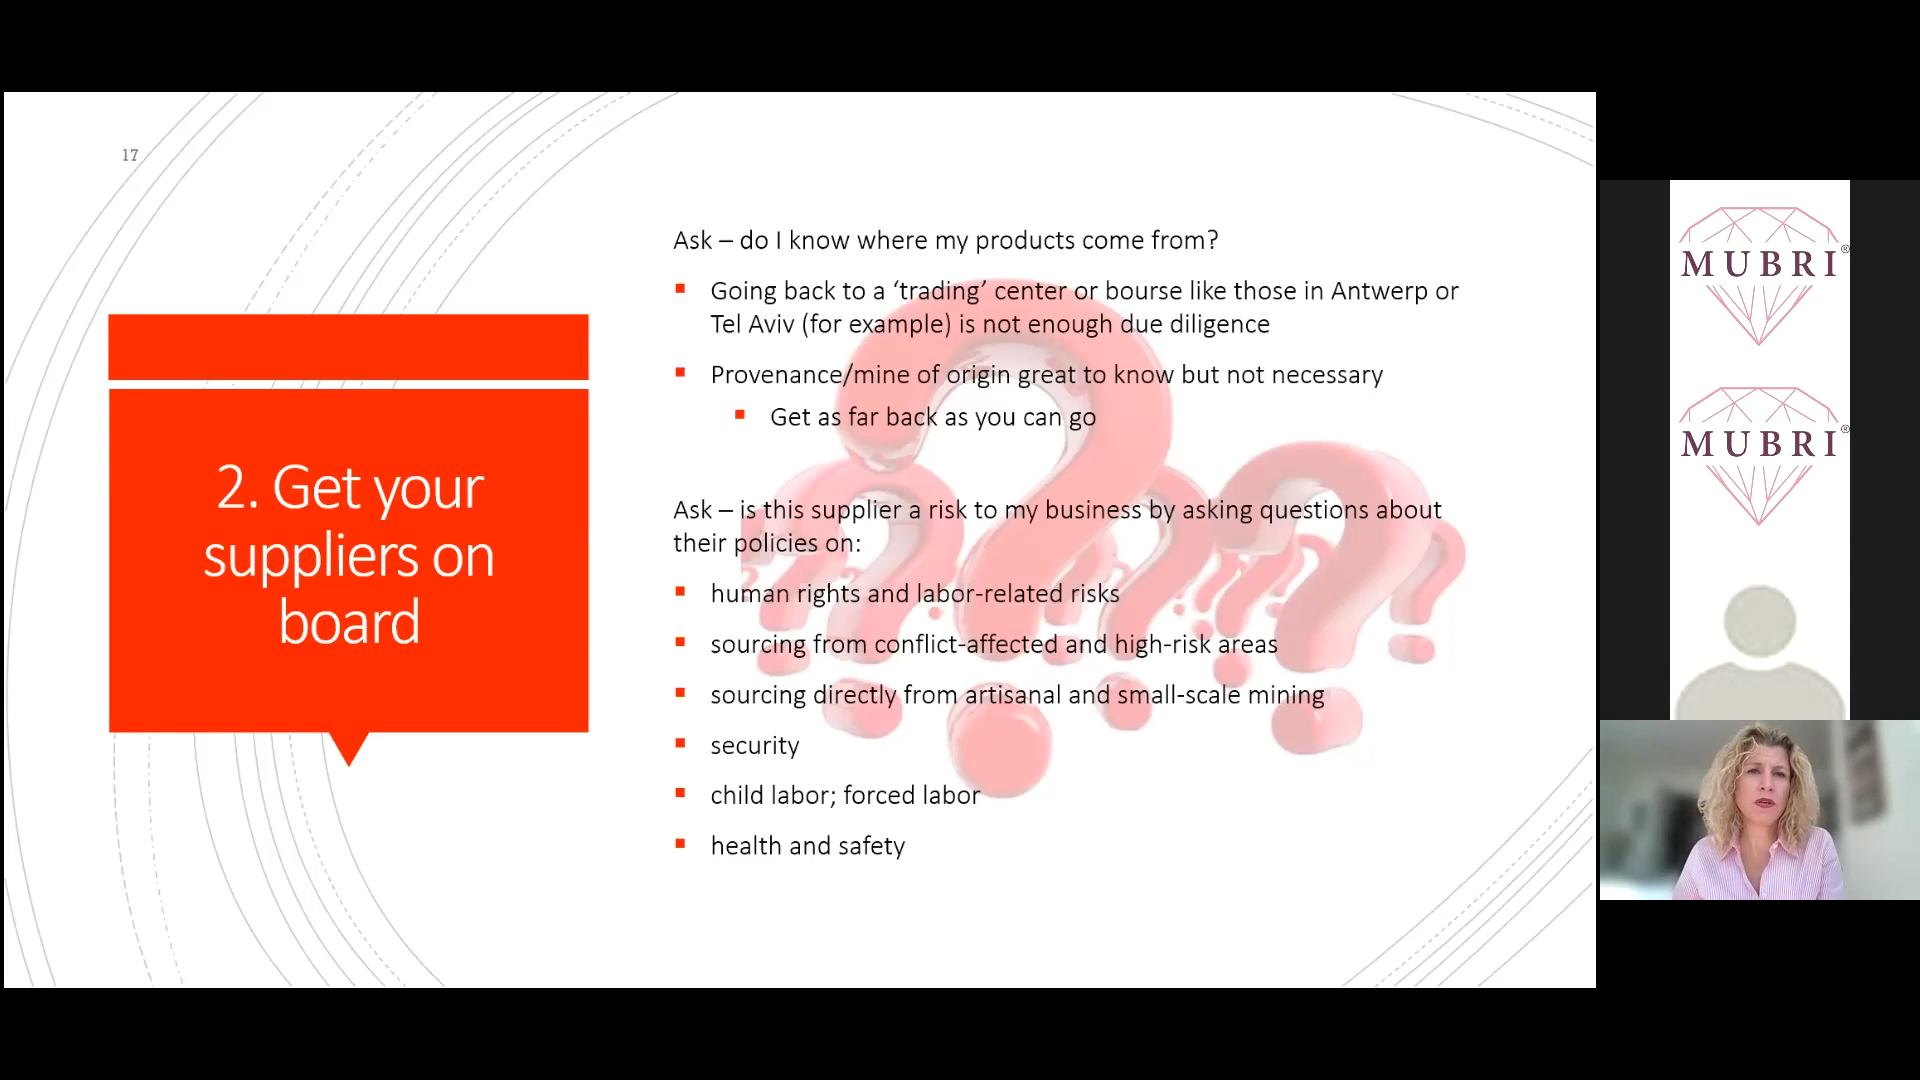 17
2. Get your
suppliers on
board
Ask – do I know where my products come from?
Going back to a ‘trading’ center or bourse like those in Antwerp or
Tel Aviv (for example) is not enough due diligence
Provenance/mine of origin great to know but not necessary
Get as far back as you can go
Ask – is this supplier a risk to my business by asking questions about
their policies on:
human rights and labor-related risks
sourcing from conflict-affected and high-risk areas
sourcing directly from artisanal and small-scale mining
security
child labor; forced labor
health and safety
MUBRI®
MUBRI®